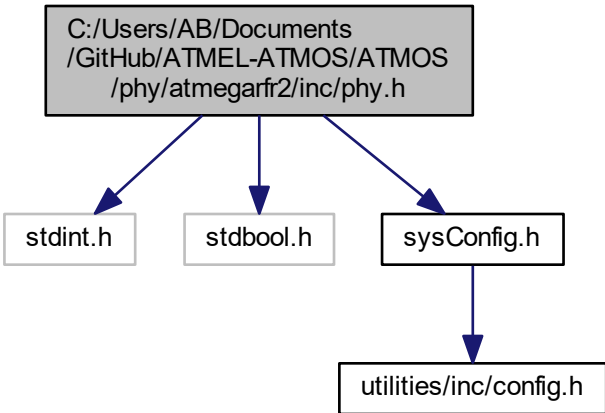 C:/Users/AB/Documents
/GitHub/ATMEL-ATMOS/ATMOS
/phy/atmegarfr2/inc/phy.h
stdint.h
stdbool.h
sysConfig.h
utilities/inc/config.h